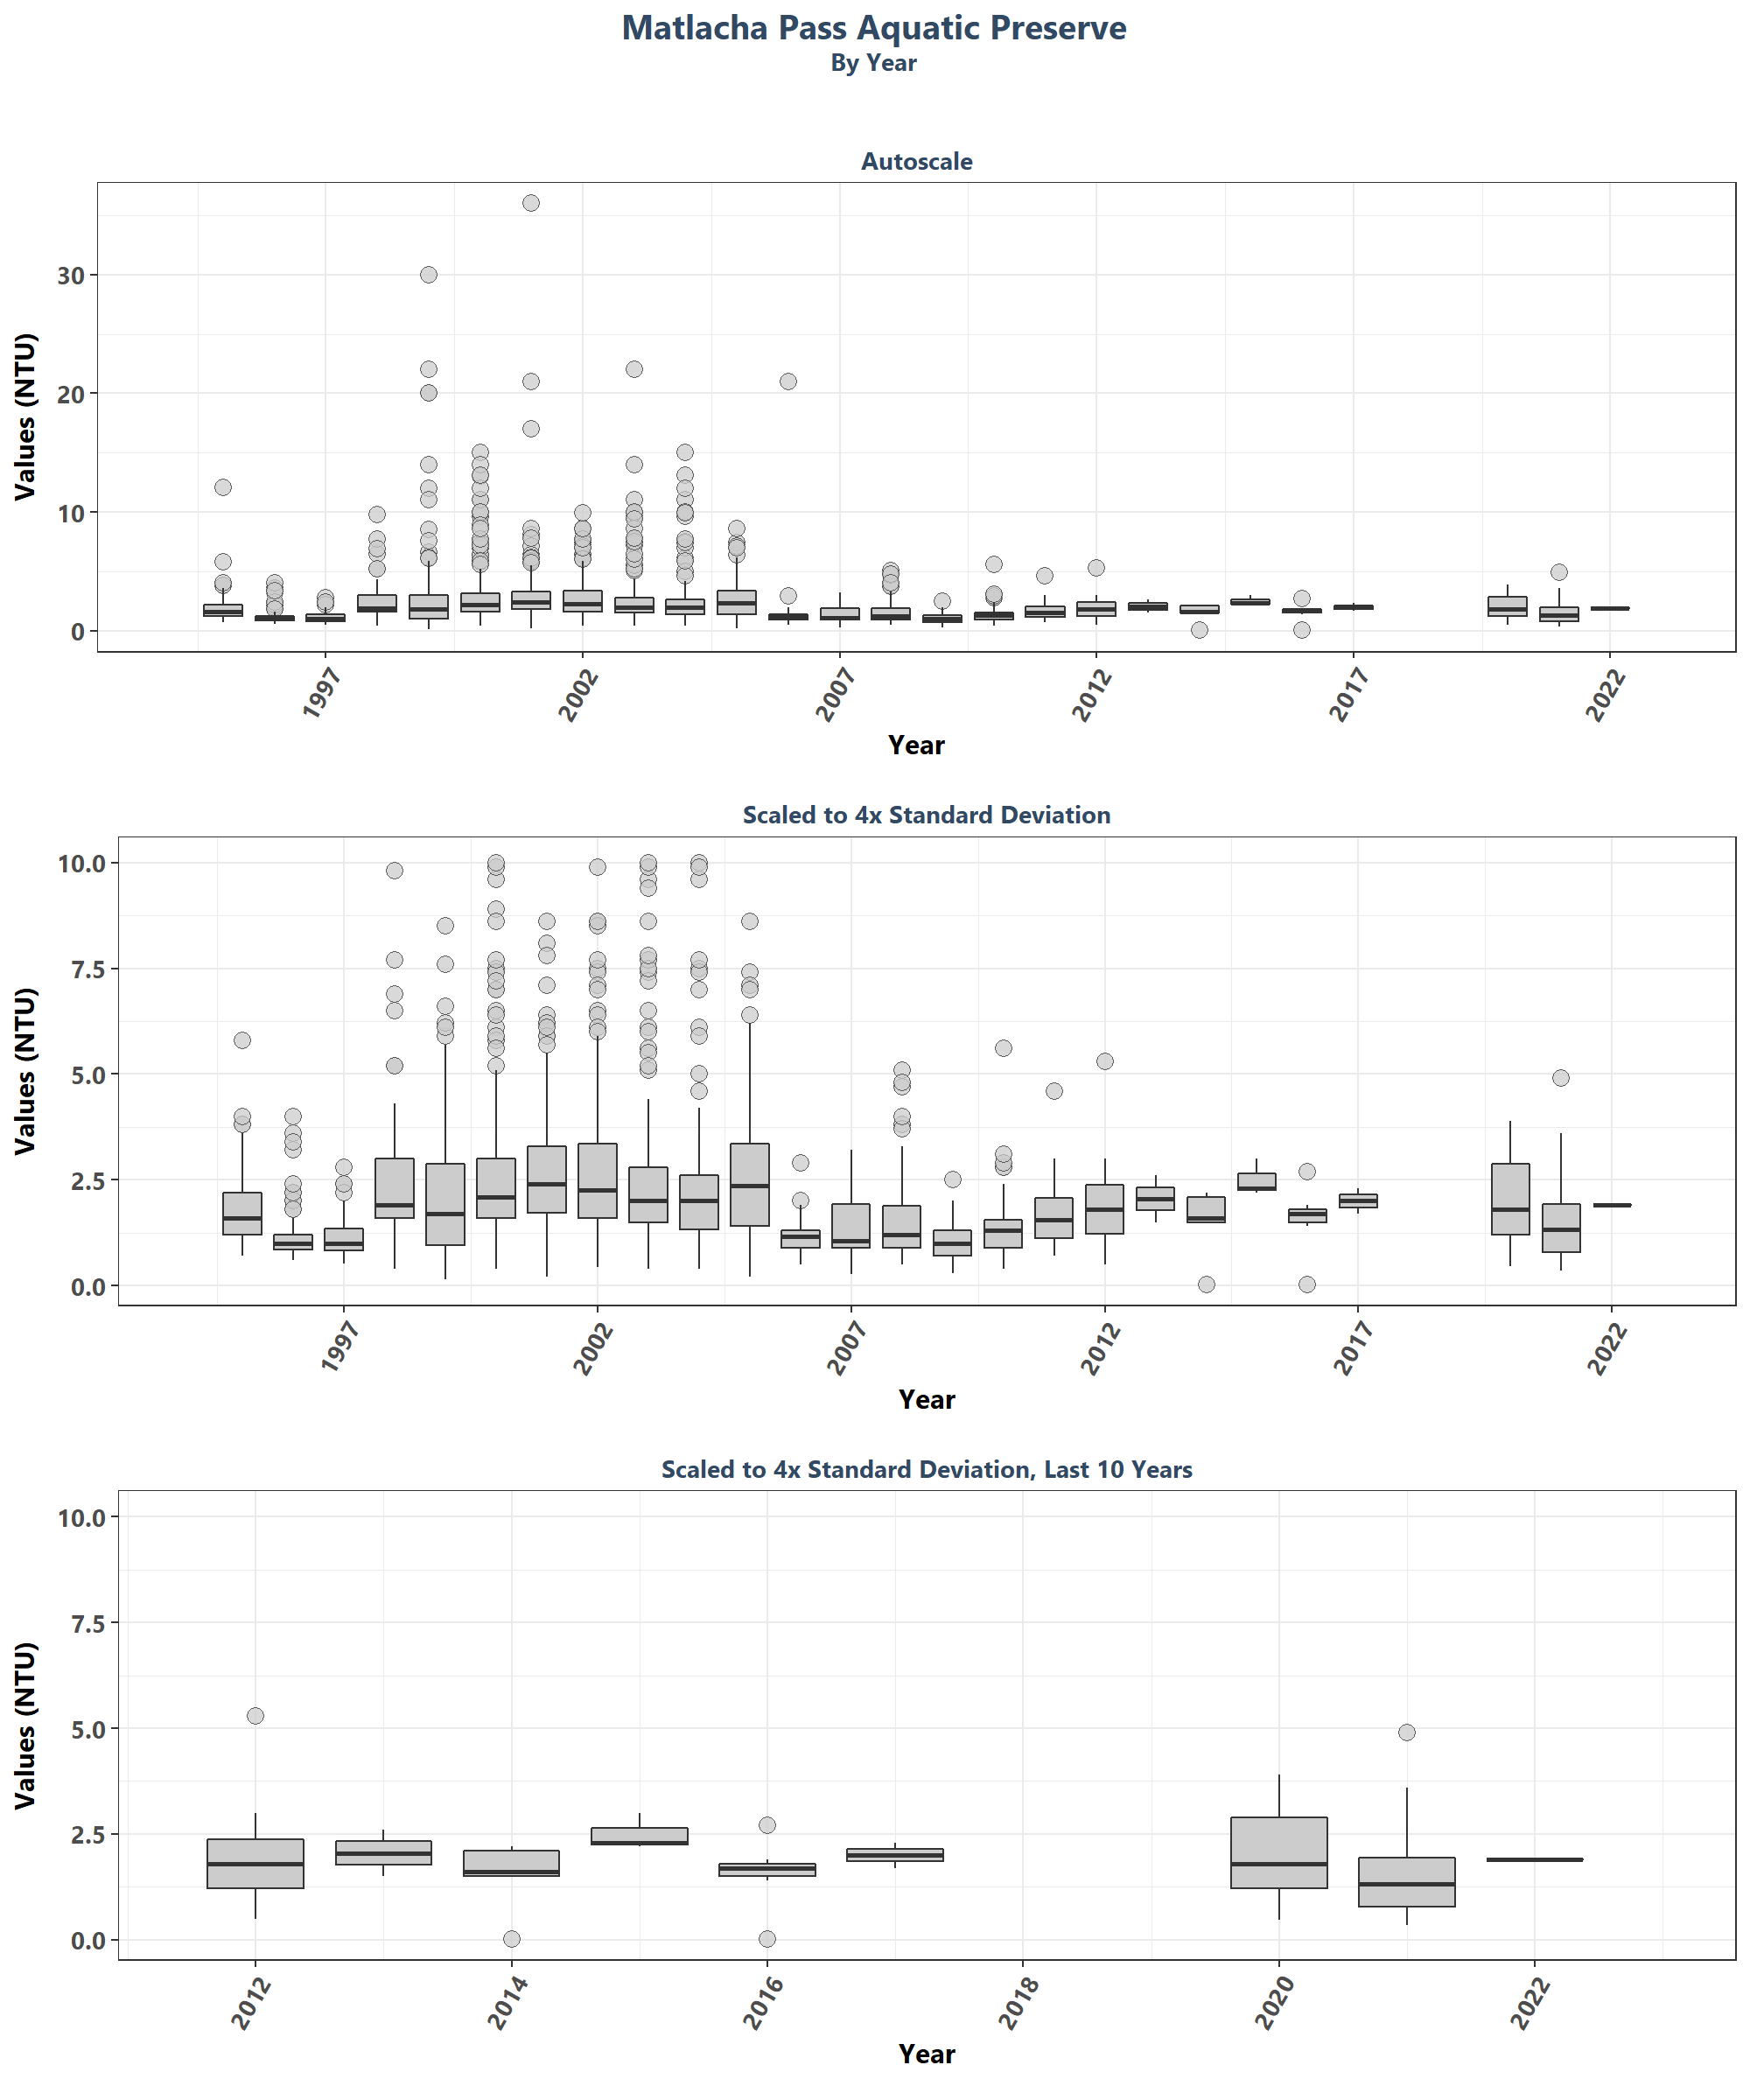 Matlacha Pass Aquatic Preserve
By Year
Autoscale
Values (NTU)
30
20
10
0
1997
2002
2007
2012
2017
2022
Year
Scaled to 4x Standard Deviation
Values (NTU)
10.0
7.5
5.0
2.5
0.0
1997
2002
2007
2012
2017
2022
Year
Scaled to 4x Standard Deviation, Last 10 Years
Values (NTU)
10.0
7.5
5.0
2.5
0.0
2012
2014
2016
2018
2020
2022
Year